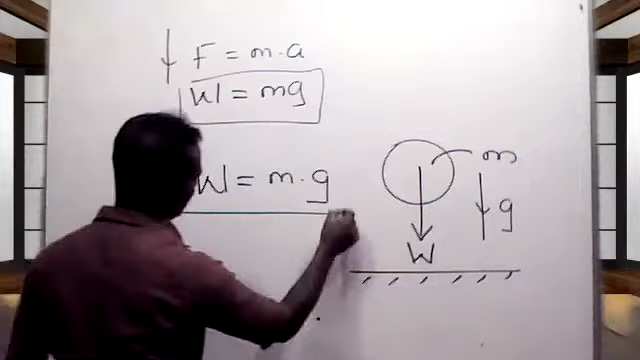 F = m.a
W = mg
W = m.g
m
g
W